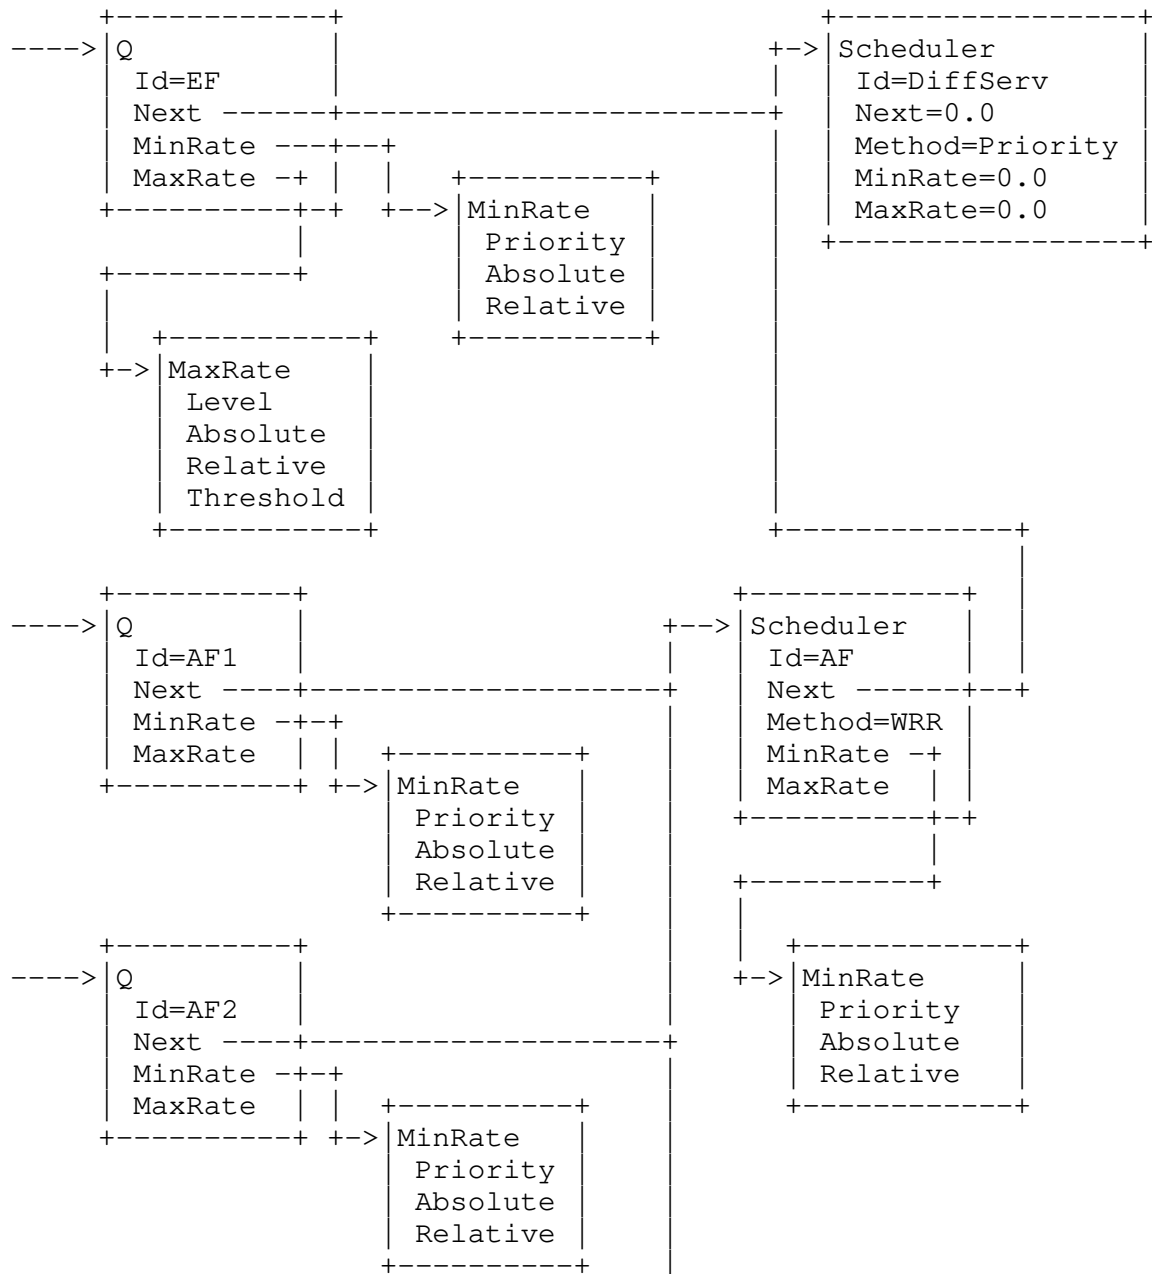 Q
Id=EF
Next
MinRate
MaxRate
Scheduler
Id=DiffServ
Next=0.0
Method=Priority
MinRate=0.0
MaxRate=0.0
MinRate
Priority
Absolute
Relative
MaxRate
Level
Absolute
Relative
Threshold
Q
Id=AF1
Next
MinRate
MaxRate
Scheduler
Id=AF
Next
Method=WRR
MinRate
MaxRate
MinRate
Priority
Absolute
Relative
Q
Id=AF2
Next
MinRate
MaxRate
MinRate
Priority
Absolute
Relative
MinRate
Priority
Absolute
Relative